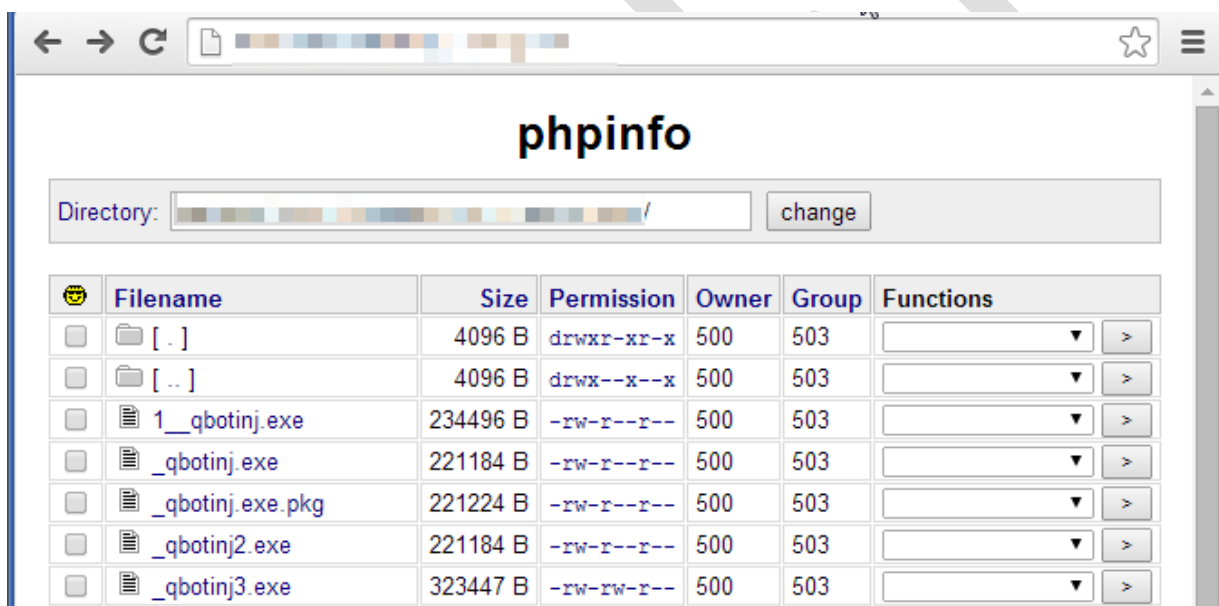 phpinfo
Directory: / change
Filename Size Permission Owner Group Functions
[ . ] 4096 B drwxr-xr-x 500 503 >
[ .. ] 4096 B drwx--x--x 500 503 >
1__qbotinj.exe 234496 B -rw-r--r-- 500 503 >
_qbotinj.exe 221184 B -rw-r--r-- 500 503 >
_qbotinj.exe.pkg 221224 B -rw-r--r-- 500 503 >
_qbotinj2.exe 221184 B -rw-r--r-- 500 503 >
_qbotinj3.exe 323447 B -rw-rw-r-- 500 503 >